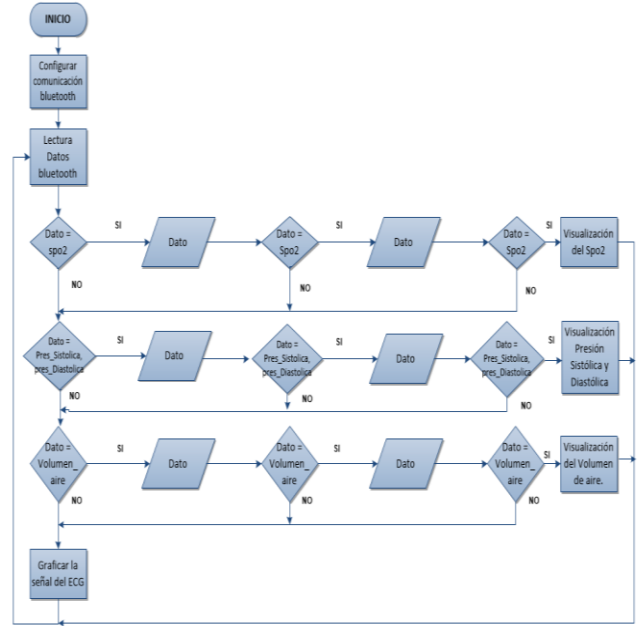 INICIO
Configurar
comunicación
bluetooth
Lectura
Datos
bluetooth
Dato =
spo2
SI
Dato
Dato =
Spo2
SI
Dato
Dato =
Spo2
SI
Visualización
del Spo2
NO
NO
NO
Dato =
Pres_Sistolica,
pres_Diastolica
SI
Dato
Dato =
Pres_Sistolica,
pres_Diastolica
SI
Dato
Dato =
Pres_Sistolica,
pres_Diastolica
SI
Visualización
Presión
Sistólica y
Diastólica
NO
NO
NO
Dato =
Volumen_
aire
SI
Dato
Dato =
Volumen_
aire
SI
Dato
Dato =
Volumen_
aire
SI
Visualización
del Volumen
de aire.
NO
NO
NO
Graficar la
señal del ECG